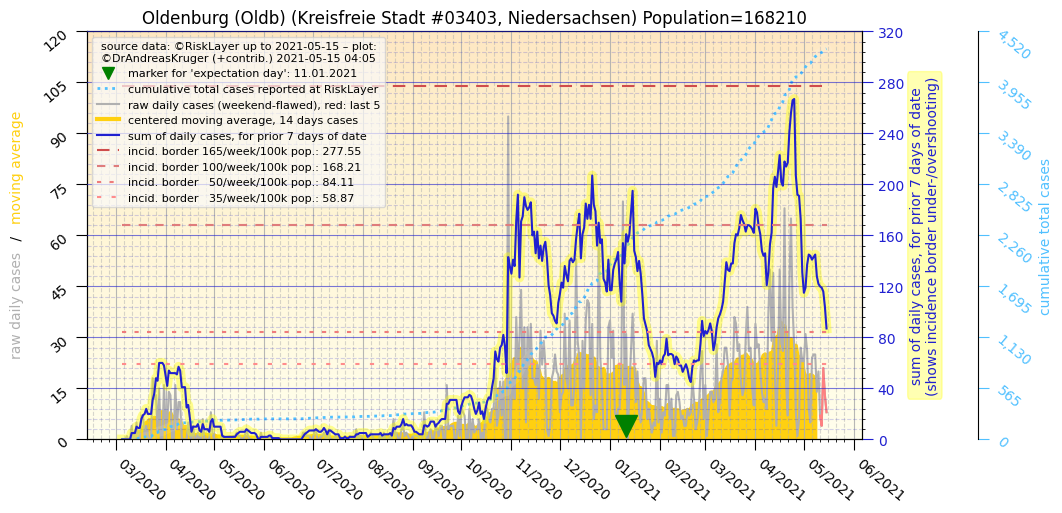 Oldenburg (Oldb) (Kreisfreie Stadt #03403, Niedersachsen) Population=168210
source data: ©RiskLayer up to 2021-05-15 – plot:
©DrAndreasKruger (+contrib.) 2021-05-15 04:05
marker for 'expectation day': 11.01.2021
cumulative total cases reported at RiskLayer
raw daily cases (weekend-flawed), red: last 5
centered moving average, 14 days cases
sum of daily cases, for prior 7 days of date
incid. border 165/week/100k pop.: 277.55
incid. border 100/week/100k pop.: 168.21
incid. border 50/week/100k pop.: 84.11
incid. border 35/week/100k pop.: 58.87
raw daily cases / moving average
120
105
90
75
60
45
30
15
0
03/2020
04/2020
05/2020
06/2020
07/2020
08/2020
09/2020
10/2020
11/2020
12/2020
01/2021
02/2021
03/2021
04/2021
05/2021
06/2021
320
280
240
200
160
120
80
40
0
sum of daily cases, for prior 7 days of date
(shows incidence border under-/overshooting)
4,520
3,955
3,390
2,825
2,260
1,695
1,130
565
0
cumulative total cases